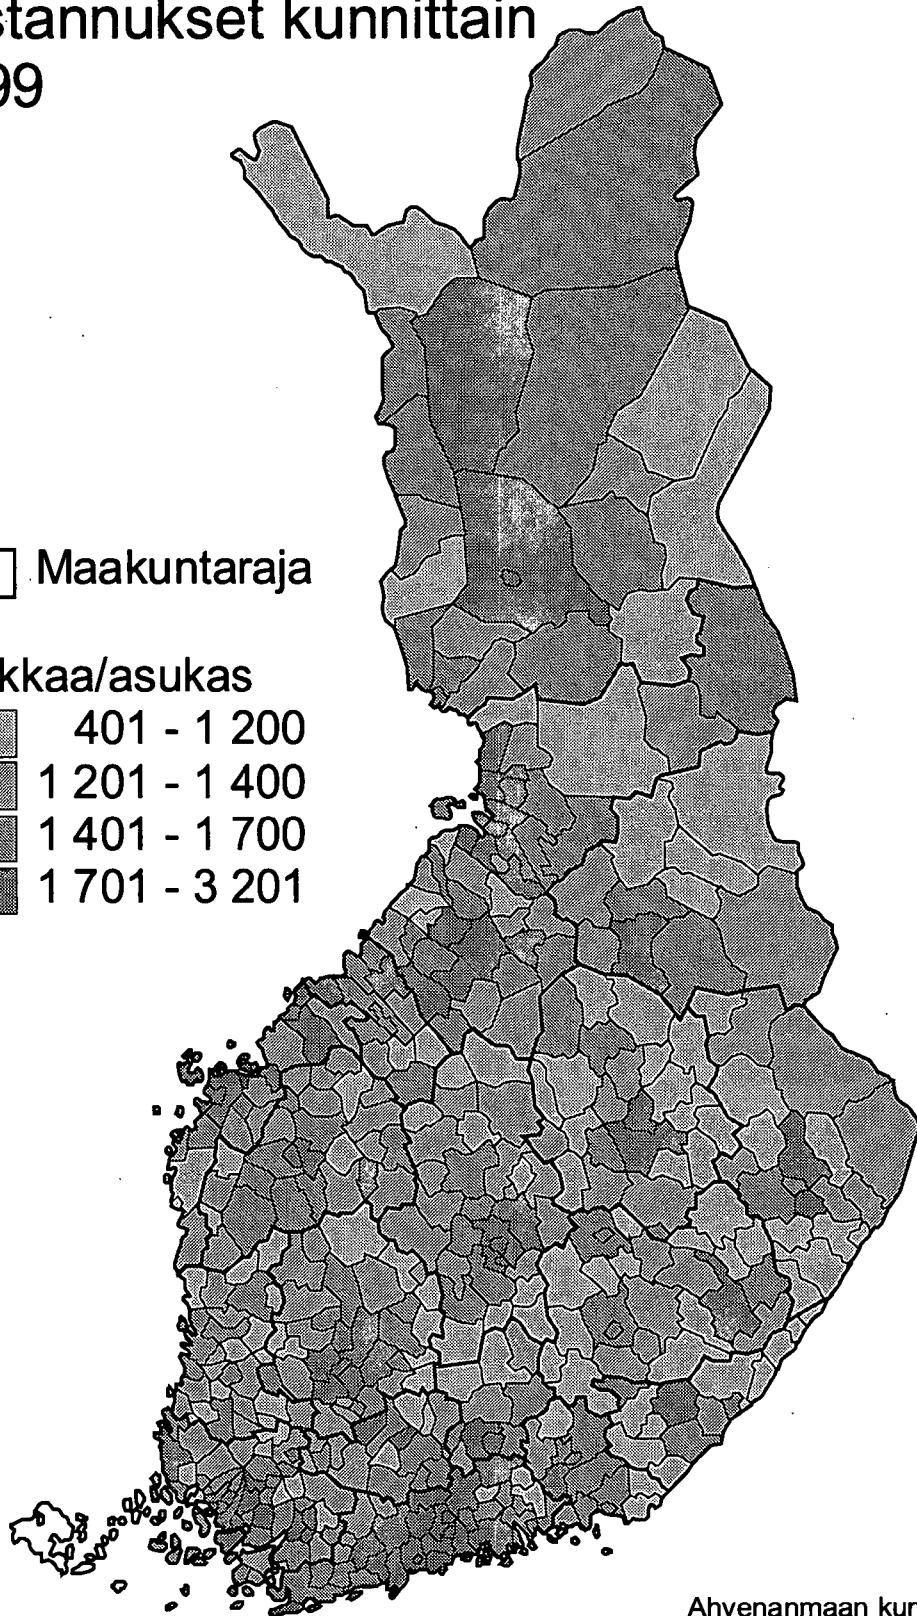 stannukset kunnittain
99
Maakuntaraja
kkaa/asukas
401 - 1 200
1 201 - 1 400
1 401 - 1 700
1 701 - 3 201
Ahvenanmaan kun